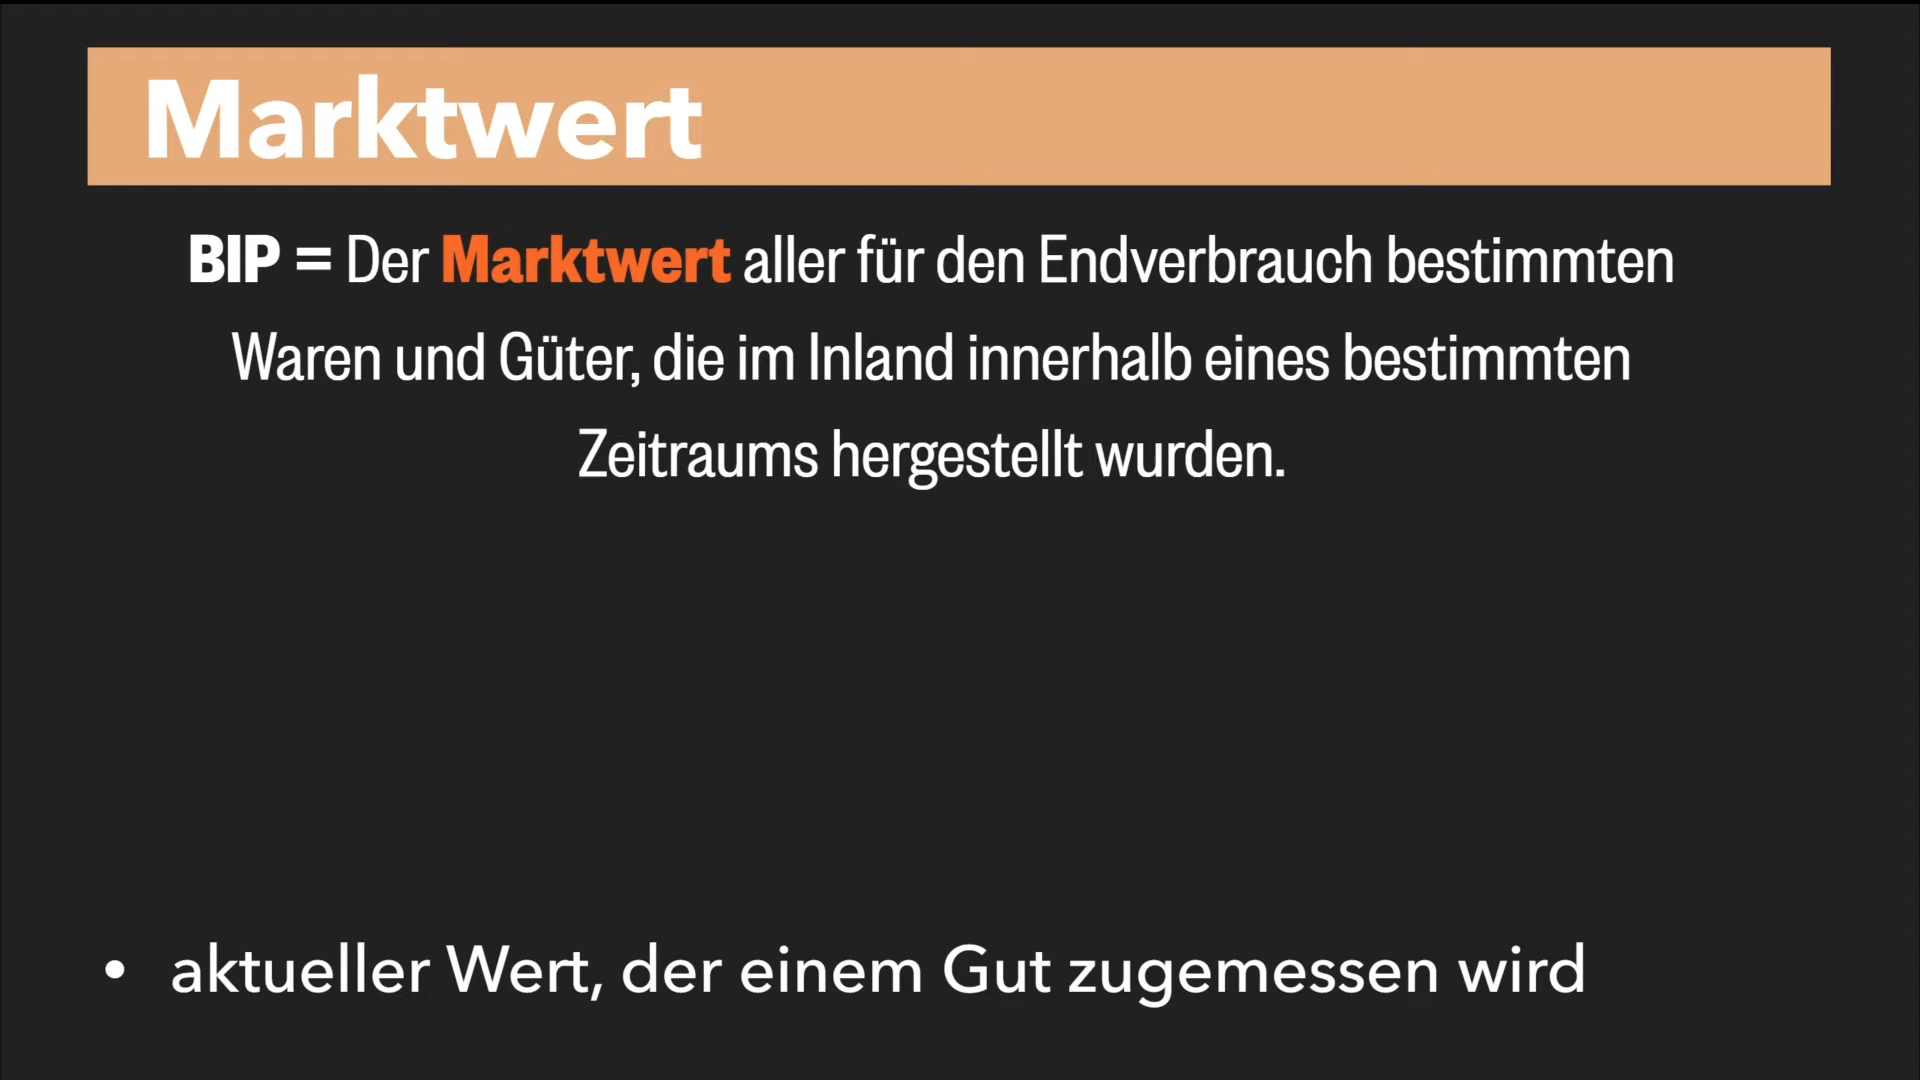 Marktwert
BIP = Der Marktwert aller für den Endverbrauch bestimmten
Waren und Güter, die im Inland innerhalb eines bestimmten
Zeitraums hergestellt wurden.
• aktueller Wert, der einem Gut zugemessen wird